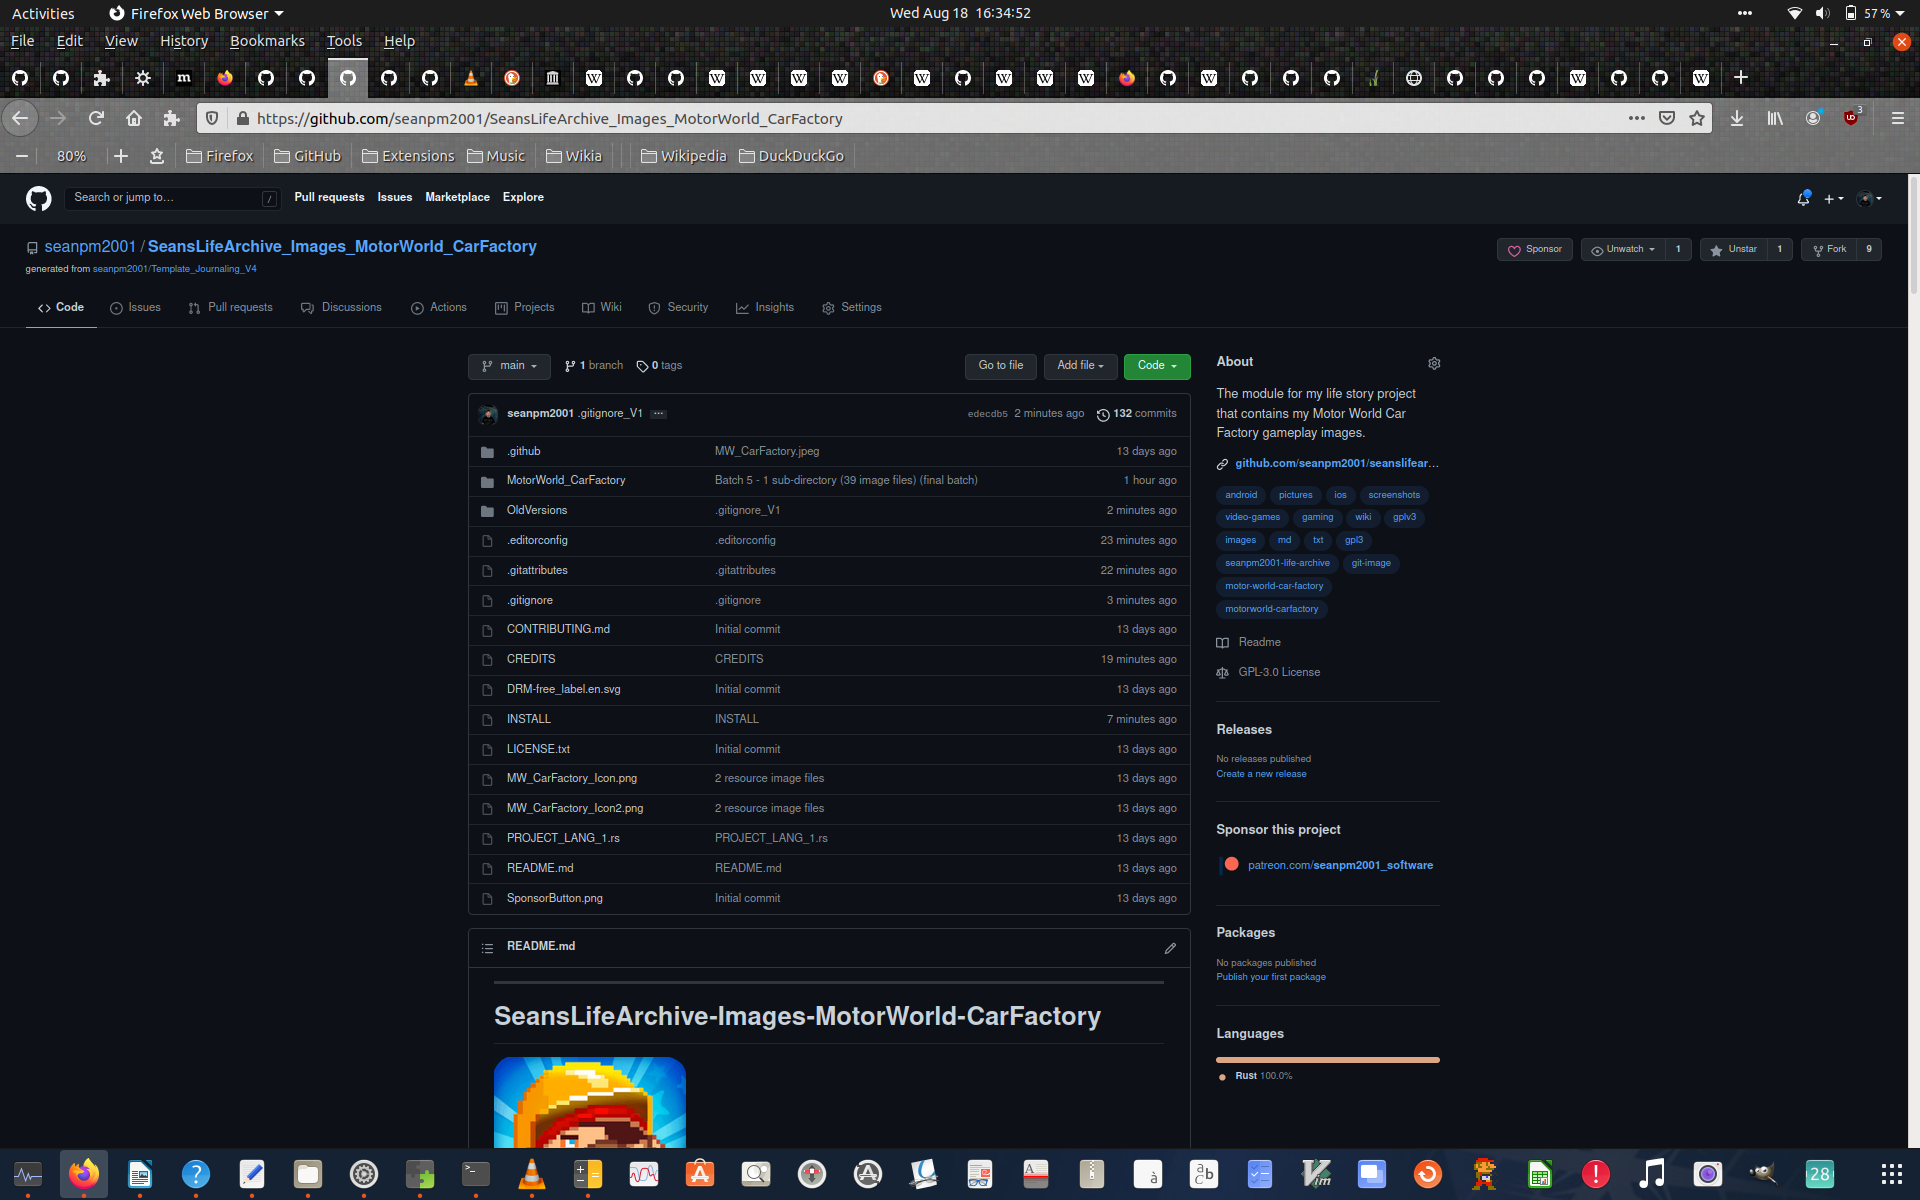 Activities Firefox Web Browser Wed Aug 18 16:34:52 57 %
File Edit View History Bookmarks Tools Help
https://github.com/seanpm2001/SeansLifeArchive_Images_MotorWorld_CarFactory 3
80% Firefox GitHub Extensions Music Wikia Wikipedia DuckDuckGo
Search or jump to… / Pull requests Issues Marketplace Explore
seanpm2001 / SeansLifeArchive_Images_MotorWorld_CarFactory Sponsor Unwatch 1 Unstar 1 Fork 9
generated from seanpm2001/Template_Journaling_V4
Code Issues Pull requests Discussions Actions Projects Wiki Security Insights Settings
main 1 branch 0 tags Go to file Add file Code
seanpm2001 .gitignore_V1 ... edecdb5 2 minutes ago 132 commits
.github MW_CarFactory.jpeg 13 days ago
MotorWorld_CarFactory Batch 5 - 1 sub-directory (39 image files) (final batch) 1 hour ago
OldVersions .gitignore_V1 2 minutes ago
.editorconfig .editorconfig 23 minutes ago
.gitattributes .gitattributes 22 minutes ago
.gitignore .gitignore 3 minutes ago
CONTRIBUTING.md Initial commit 13 days ago
CREDITS CREDITS 19 minutes ago
DRM-free_label.en.svg Initial commit 13 days ago
INSTALL INSTALL 7 minutes ago
LICENSE.txt Initial commit 13 days ago
MW_CarFactory_Icon.png 2 resource image files 13 days ago
MW_CarFactory_Icon2.png 2 resource image files 13 days ago
PROJECT_LANG_1.rs PROJECT_LANG_1.rs 13 days ago
README.md README.md 13 days ago
SponsorButton.png Initial commit 13 days ago
README.md
SeansLifeArchive-Images-MotorWorld-CarFactory
About
The module for my life story project
that contains my Motor World Car
Factory gameplay images.
github.com/seanpm2001/seanslifear...
android pictures ios screenshots
video-games gaming wiki gplv3
images md txt gpl3
seanpm2001-life-archive git-image
motor-world-car-factory
motorworld-carfactory
Readme
GPL-3.0 License
Releases
No releases published
Create a new release
Sponsor this project
patreon.com/seanpm2001_software
Packages
No packages published
Publish your first package
Languages
Rust 100.0%
28